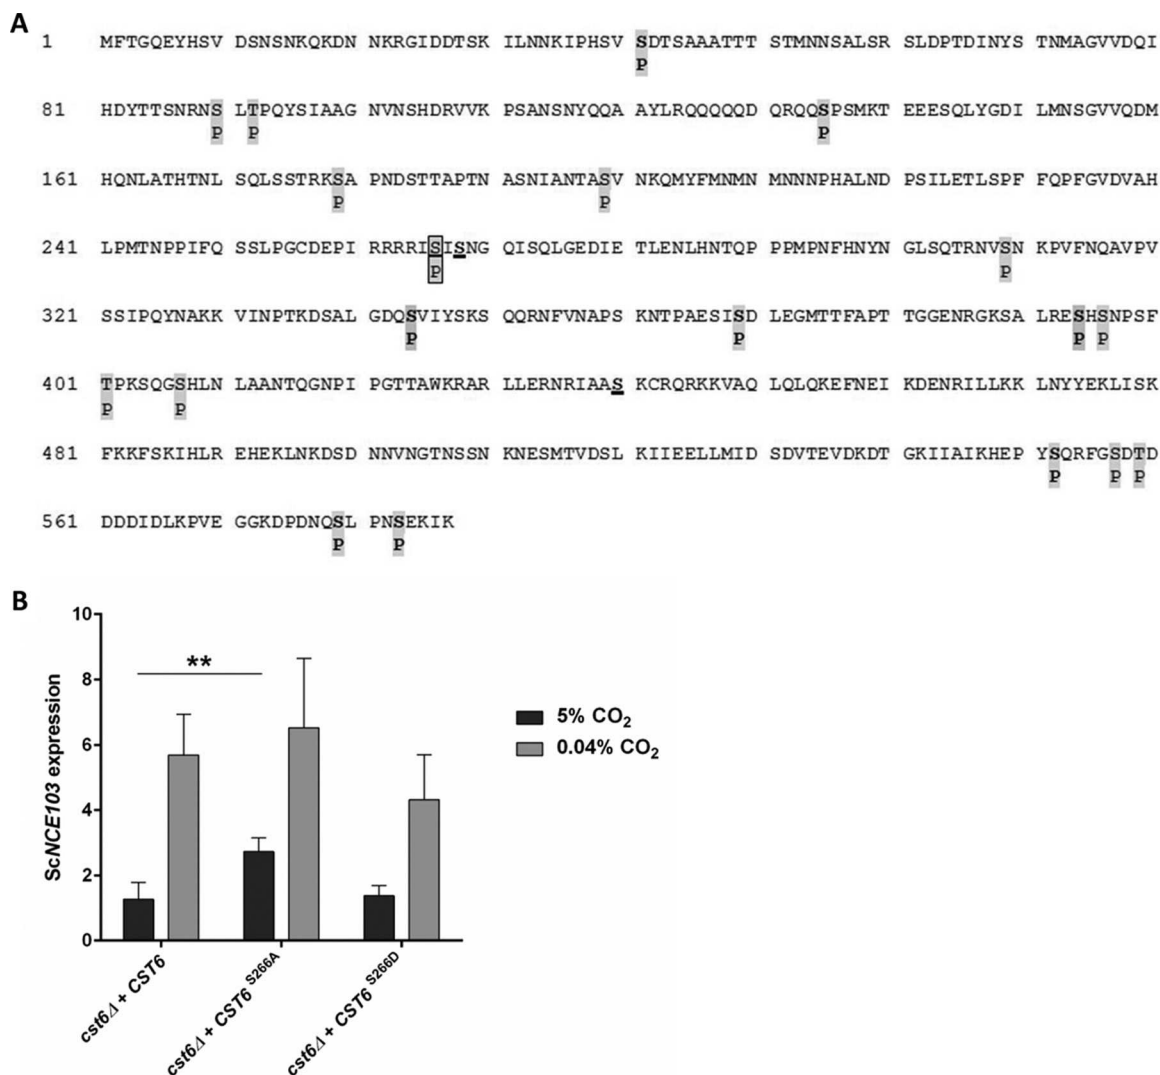 A
1 MFTGQEYHSV DSNSNKQKDN NKRGIDDTSK ILNNKIPHSV SDTSAAATTT STMNNSALSR SLDPTDINYS TNMAGVVDQI
P
81 HDYTTSNRNS LTPQYSIAAG NVNSHDRVVK PSANSNYQQA AYLRQQQQQD QRQQSPSMKT EEESQLYGDI LMNSGVVQDM
P P P
161 HQNLATHTNL SQLSSTRKSA PNDSTTAPTN ASNIANTASV NKQMYFMNMN MNNNPHALND PSILETLSPF FQPFGVDVAH
P P
241 LPMTNPPIFQ SSLPGCDEPI RRRRISISNG QISQLGEDIE TLENLHNTQP PPMPNFHNYN GLSQTRNVSN KPVFNQAVPV
P P
321 SSIPQYNAKK VINPTKDSAL GDQSVIYSKS QQRNFVNAPS KNTPAESISD LEGMTTFAPT TGGENRGKSA LRESHSNPSF
P P P P
401 TPKSQGSHLN LAANTQGNPI PGTTAWKRAR LLERNRIAAS KCRQRKKVAQ LQLQKEFNEI KDENRILLKK LNYYEKLISK
P P
481 FKKFSKIHLR EHEKLNKDSD NNVNGTNSSN KNESMTVDSL KIIEELLMID SDVTEVDKDT GKIIAIKHEP YSQRFGSDTD
P P P
561 DDDIDLKPVE GGKDPDNQSL PNSEKIK
P P
B
10
8
6
4
2
0
ScNCE103 expression
**
5% CO₂
0.04% CO₂
cst6Δ + CST6
cst6Δ + CST6 S266A
cst6Δ + CST6 S266D